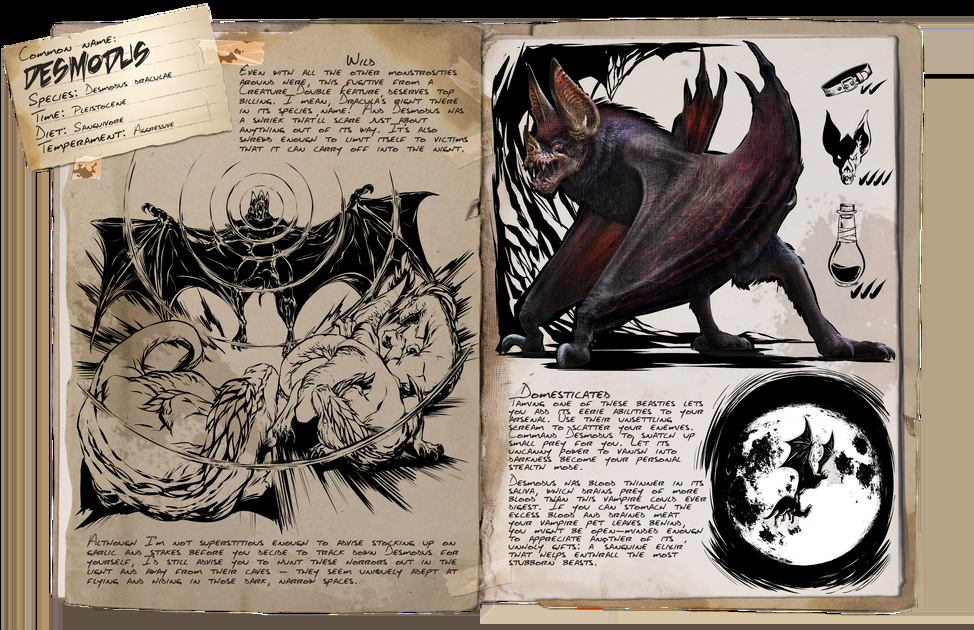 Common name:
DESMODUS
Species: Desmodus draculae
Time: Pleistocene
Diet: Sanguivore
Temperament: Aggressive
Wild
Even with all the other monstrosities
around here, this fugitive from a
Creature Double Feature deserves top
billing. I mean, Dracula's right there
in its species name! And Desmodus has
a shriek that'll scare just about
anything out of its way. It's also
shrewd enough to limit itself to victims
that it can carry off into the night.
Although I'm not superstitious enough to advise stocking up on
garlic and stakes before you decide to track down Desmodus for
yourself, I'd still advise you to hunt these horrors out in the
light and away from their caves – they seem uniquely adept at
flying and hiding in those dark, narrow spaces.
Domesticated
Taming one of these beasties lets
you add its eerie abilities to your
arsenal. Use their unsettling
scream to scatter your enemies.
Command Desmodus to snatch up
small prey for you. Let its
uncanny power to vanish into
darkness become your personal
stealth mode.
Desmodus has blood thinner in its
saliva, which drains prey of more
blood than this vampire could ever
digest. If you can stomach the
excess blood and drained meat
your vampire pet leaves behind,
you might be open-minded enough
to appreciate another of its
unholy gifts: a sanguine elixir
that helps enthrall the most
stubborn beasts.